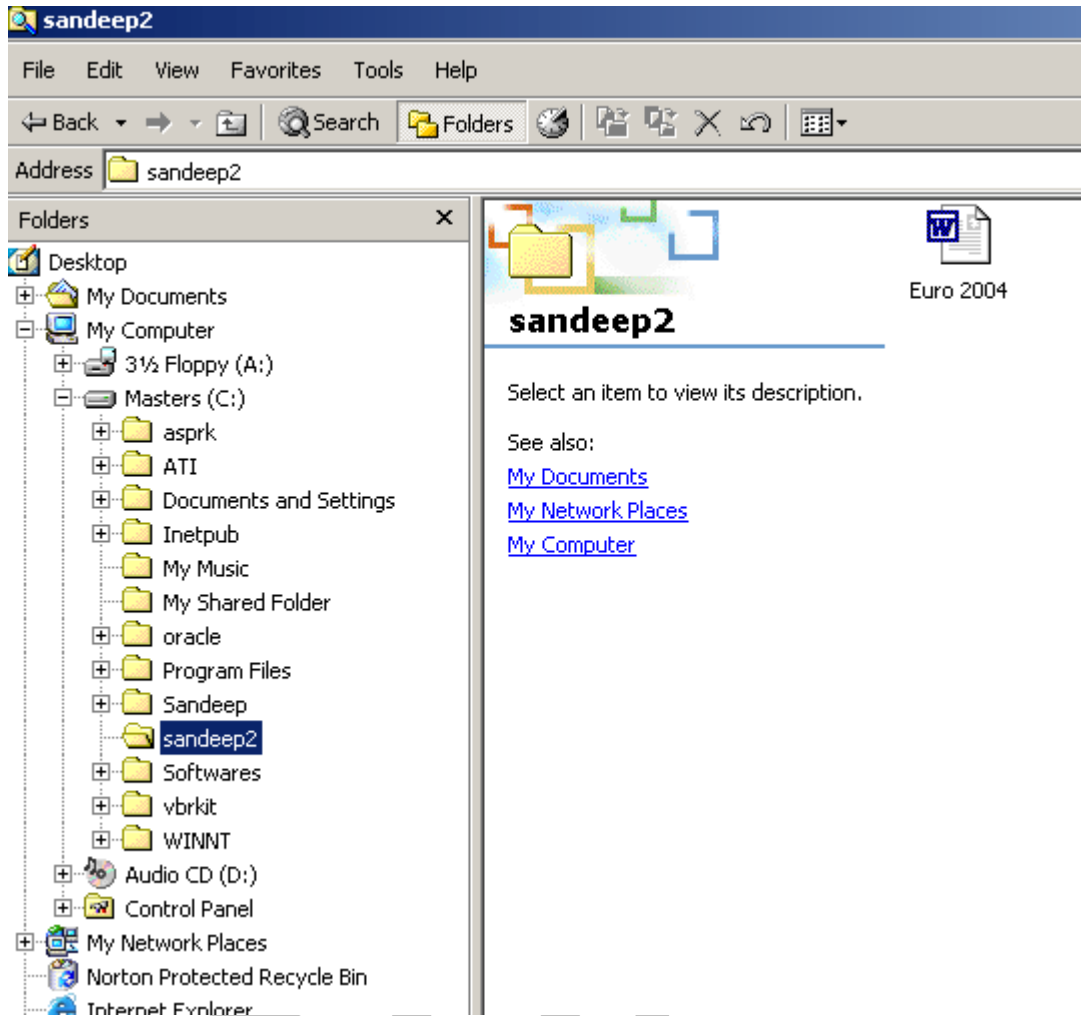 sandeep2
File Edit View Favorites Tools Help
Back Search Folders
Address sandeep2
Folders
Desktop
My Documents
My Computer
3½ Floppy (A:)
Masters (C:)
asprk
ATI
Documents and Settings
Inetpub
My Music
My Shared Folder
oracle
Program Files
Sandeep
sandeep2
Softwares
vbrkit
WINNT
Audio CD (D:)
Control Panel
My Network Places
Norton Protected Recycle Bin
Internet Explorer
sandeep2
Select an item to view its description.
See also:
My Documents
My Network Places
My Computer
Euro 2004